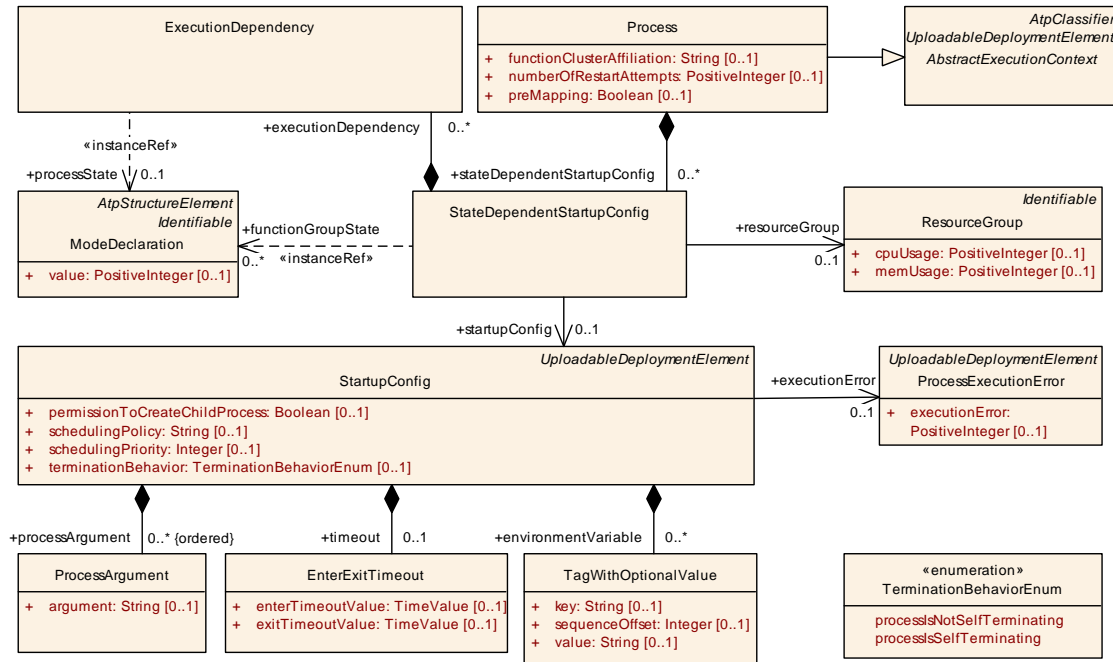 ExecutionDependency
Process
+ functionClusterAffiliation: String [0..1]
+ numberOfRestartAttempts: PositiveInteger [0..1]
+ preMapping: Boolean [0..1]
AtpClassifier
UploadableDeploymentElement
AbstractExecutionContext
+executionDependency 0..*
«instanceRef»
+processState 0..1
+stateDependentStartupConfig 0..*
AtpStructureElement
Identifiable
ModeDeclaration
+ value: PositiveInteger [0..1]
+functionGroupState
0..*
«instanceRef»
StateDependentStartupConfig
+resourceGroup
0..1
Identifiable
ResourceGroup
+ cpuUsage: PositiveInteger [0..1]
+ memUsage: PositiveInteger [0..1]
+startupConfig 0..1
UploadableDeploymentElement
StartupConfig
+ permissionToCreateChildProcess: Boolean [0..1]
+ schedulingPolicy: String [0..1]
+ schedulingPriority: Integer [0..1]
+ terminationBehavior: TerminationBehaviorEnum [0..1]
+executionError
0..1
UploadableDeploymentElement
ProcessExecutionError
+ executionError:
PositiveInteger [0..1]
+processArgument 0..* {ordered}
+timeout 0..1
+environmentVariable 0..*
ProcessArgument
+ argument: String [0..1]
EnterExitTimeout
+ enterTimeoutValue: TimeValue [0..1]
+ exitTimeoutValue: TimeValue [0..1]
TagWithOptionalValue
+ key: String [0..1]
+ sequenceOffset: Integer [0..1]
+ value: String [0..1]
«enumeration»
TerminationBehaviorEnum
processIsNotSelfTerminating
processIsSelfTerminating